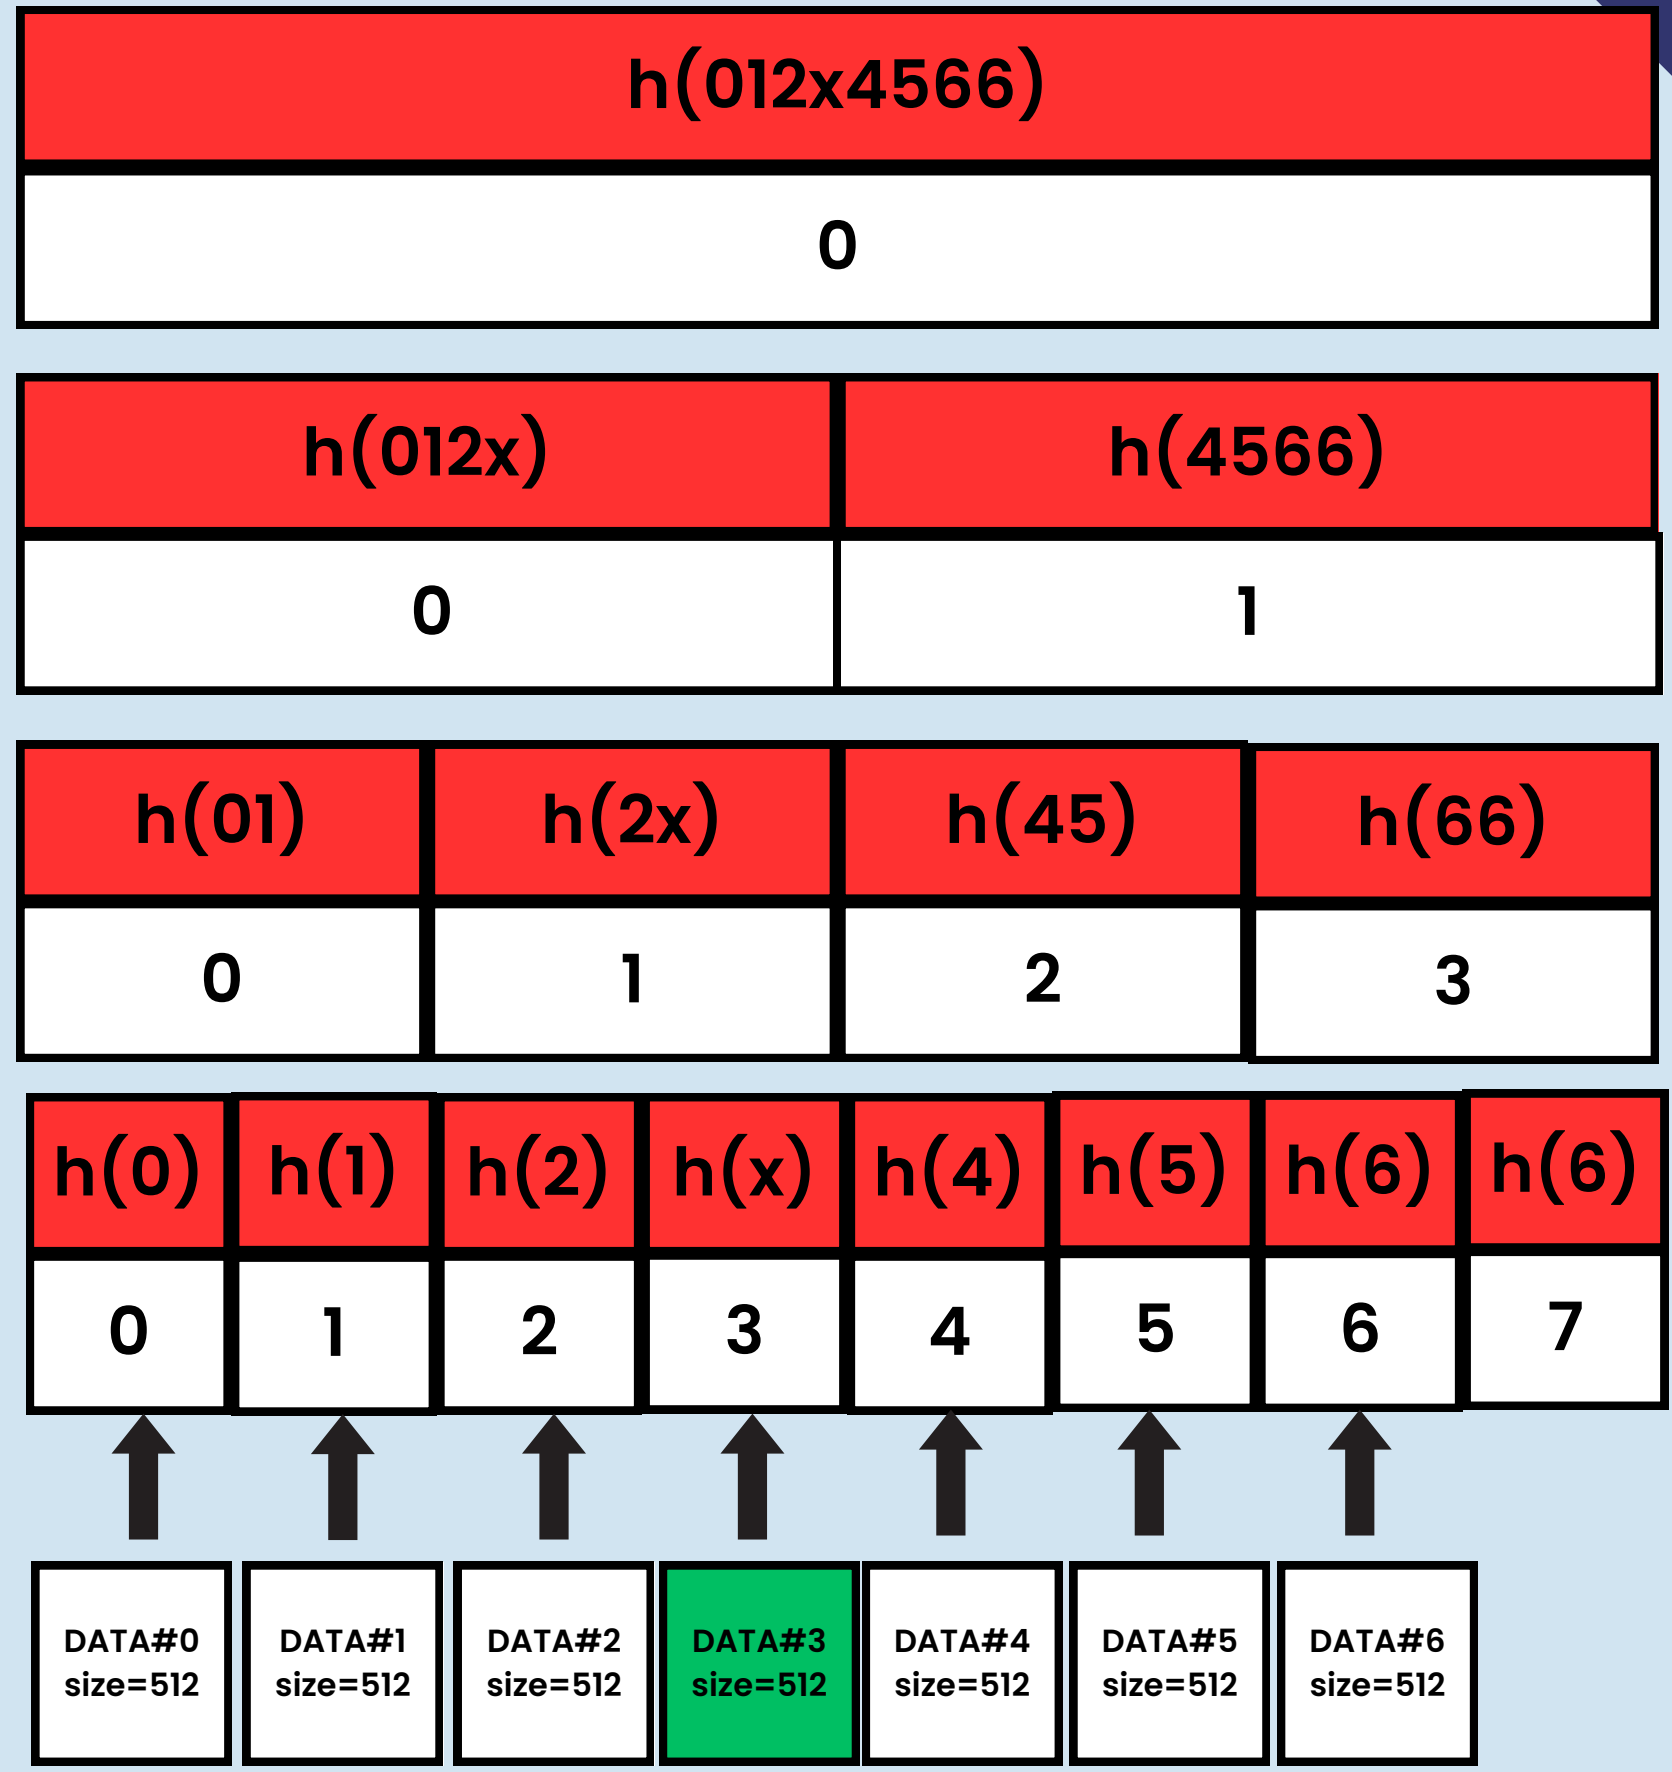 h(012x4566)
0
h(012x) h(4566)
0 1
h(01) h(2x) h(45) h(66)
0 1 2 3
h(0) h(1) h(2) h(x) h(4) h(5) h(6) h(6)
0 1 2 3 4 5 6 7
DATA#0 DATA#1 DATA#2 DATA#3 DATA#4 DATA#5 DATA#6
size=512 size=512 size=512 size=512 size=512 size=512 size=512